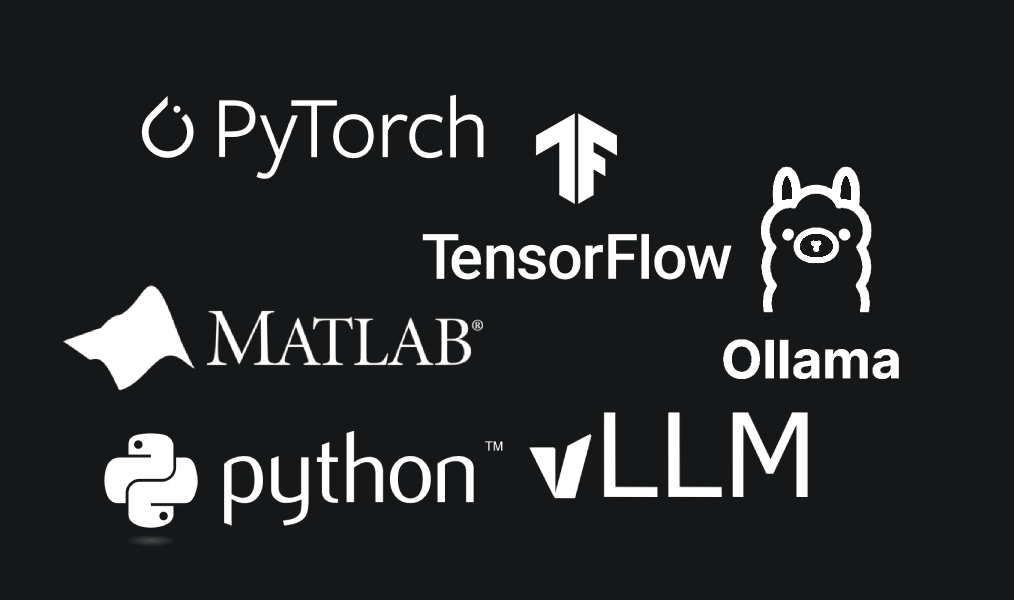 PyTorch
TensorFlow
MATLAB®
Ollama
python™
vLLM